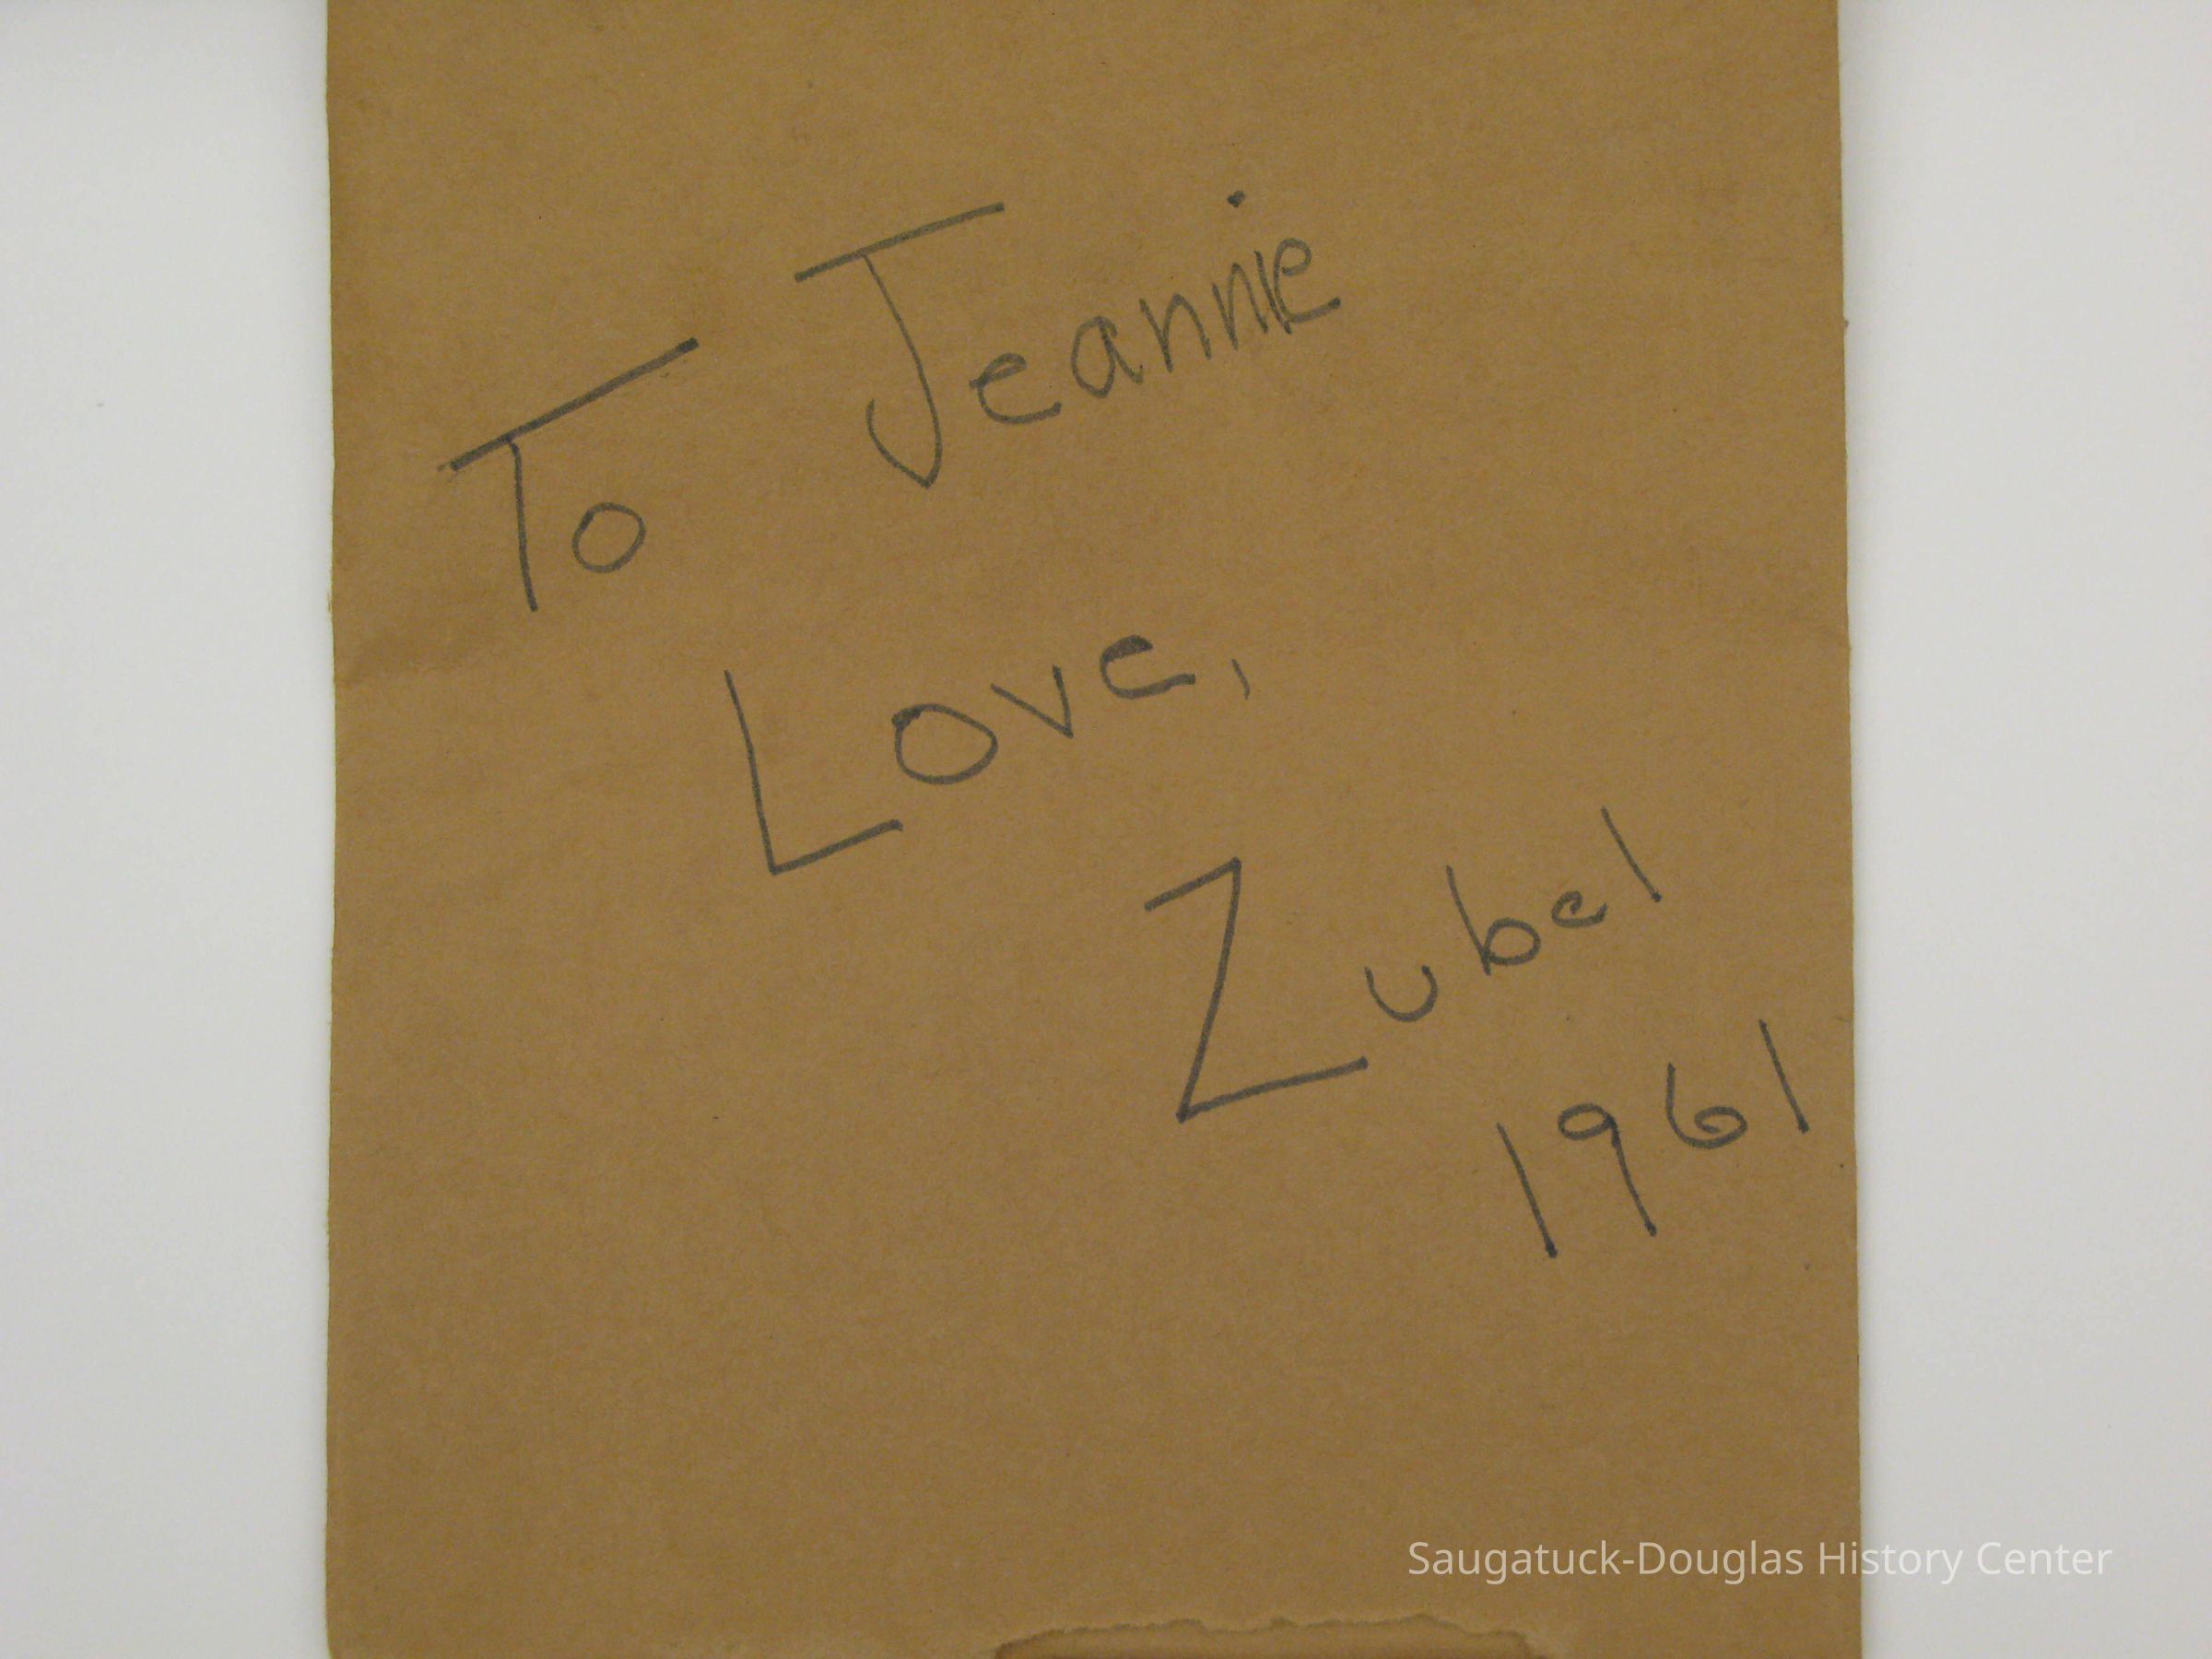 To Jeannie
Love,
Zubel
1961
Saugatuck-Douglas History Center